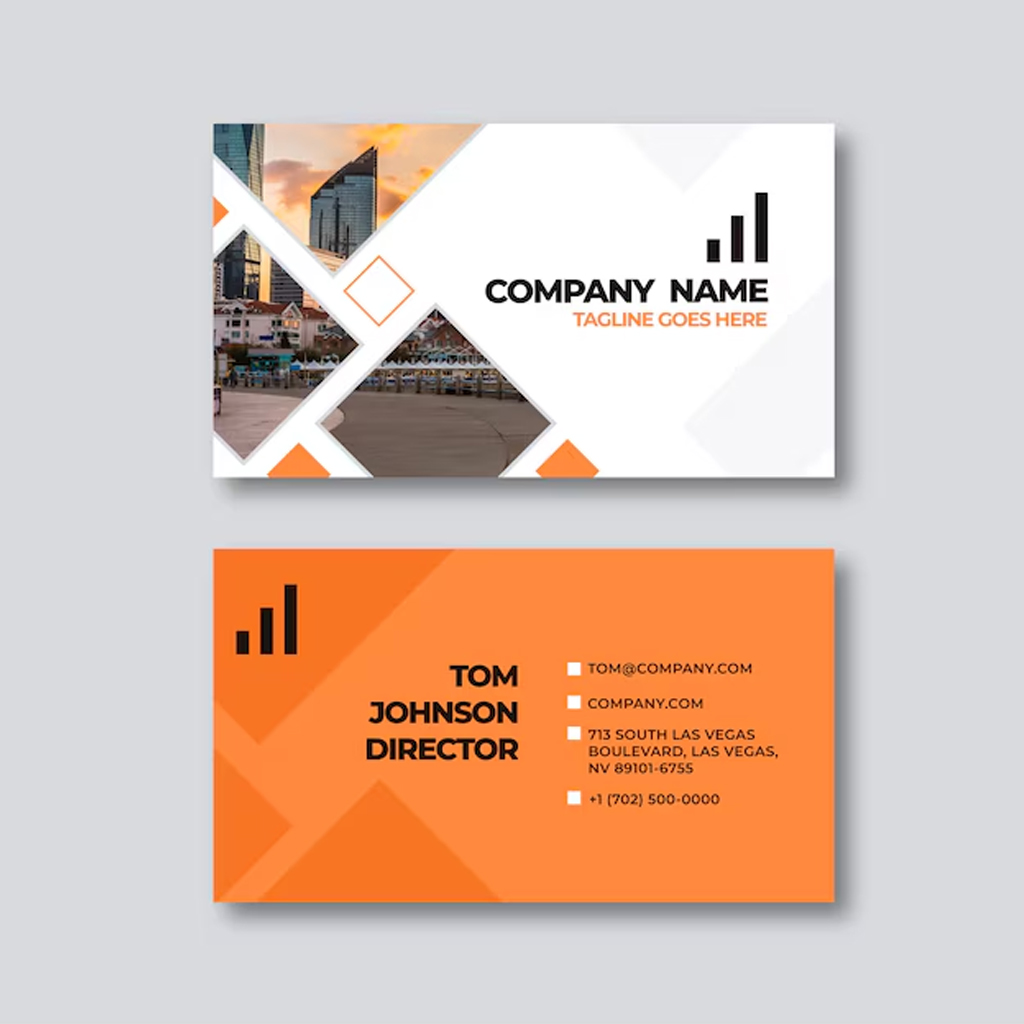 COMPANY NAME
TAGLINE GOES HERE
TOM
JOHNSON
DIRECTOR
TOM@COMPANY.COM
COMPANY.COM
713 SOUTH LAS VEGAS
BOULEVARD, LAS VEGAS,
NV 89101-6755
+1 (702) 500-0000